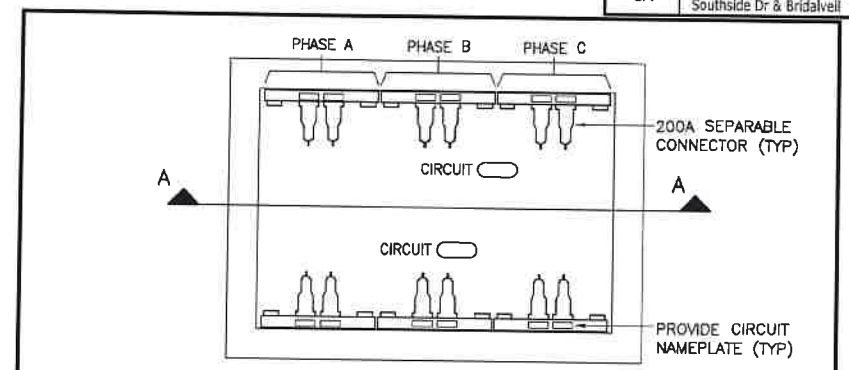 Southside Dr & Bridalveil
PHASE A PHASE B PHASE C
200A SEPARABLE
CONNECTOR (TYP)
CIRCUIT
A A
CIRCUIT
PROVIDE CIRCUIT
NAMEPLATE (TYP)